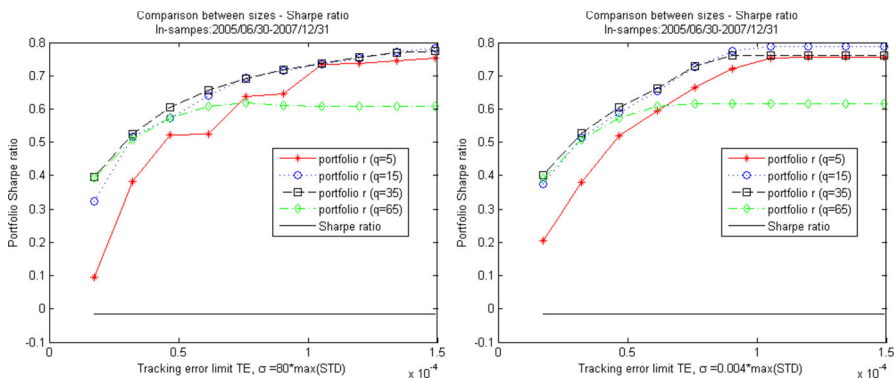 Comparison between sizes - Sharpe ratio
In-samples:2005/06/30-2007/12/31
Portfolio Sharpe ratio
0.8
0.7
0.6
0.5
0.4
0.3
0.2
0.1
0
-0.1
portfolio r (q=5)
portfolio r (q=15)
portfolio r (q=35)
portfolio r (q=65)
Sharpe ratio
0 0.5 1 1.5
Tracking error limit TE, σ=80*max(STD)
x 10⁻⁴
Comparison between sizes - Sharpe ratio
In-samples:2005/06/30-2007/12/31
Portfolio Sharpe ratio
0.8
0.7
0.6
0.5
0.4
0.3
0.2
0.1
0
-0.1
portfolio r (q=5)
portfolio r (q=15)
portfolio r (q=35)
portfolio r (q=65)
Sharpe ratio
0 0.5 1 1.5
Tracking error limit TE, σ=0.004*max(STD)
x 10⁻⁴